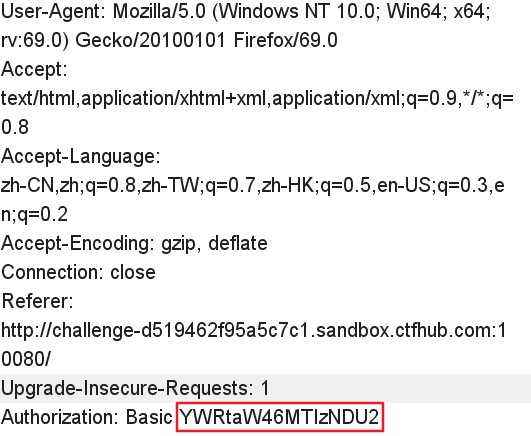 User-Agent: Mozilla/5.0 (Windows NT 10.0; Win64; x64;
rv:69.0) Gecko/20100101 Firefox/69.0
Accept:
text/html,application/xhtml+xml,application/xml;q=0.9,*/*;q=
0.8
Accept-Language:
zh-CN,zh;q=0.8,zh-TW;q=0.7,zh-HK;q=0.5,en-US;q=0.3,e
n;q=0.2
Accept-Encoding: gzip, deflate
Connection: close
Referer:
http://challenge-d519462f95a5c7c1.sandbox.ctfhub.com:1
0080/
Upgrade-Insecure-Requests: 1
Authorization: Basic YWRtaW46MTIzNDU2